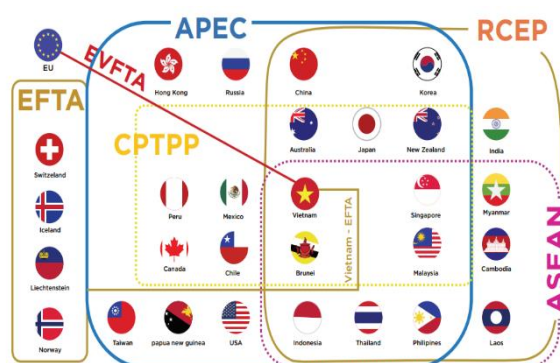 APEC
RCEP
EU
EVFTA
Hong Kong
Russia
China
Korea
EFTA
CPTPP
Australia
Japan
New Zealand
India
Switzeland
Peru
Mexico
Vietnam
Singapore
Myanmar
Iceland
Vietnam - EFTA
ASEAN
Canada
Chile
Brunei
Malaysia
Cambodia
Liechtenstein
Norway
Taiwan
papua new guinea
USA
Indonesia
Thailand
Philipines
Laos